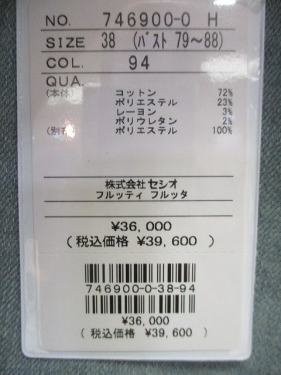 NO. 746900-0 H
SIZE 38 (バスト79〜88)
COL. 94
QUA.
(本体) コットン 72%
ポリエステル 23%
レーヨン 3%
ポリウレタン 2%
ポリエステル 100%
株式会社セシオ
フルッティ フルッタ
¥36,000
(税込価格 ¥39,600)
746900-0-38-94
¥36,000
(税込価格 ¥39,600)